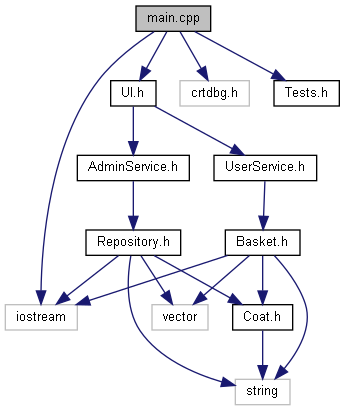 main.cpp
UI.h
crtdbg.h
Tests.h
AdminService.h
UserService.h
Repository.h
Basket.h
iostream
vector
Coat.h
string